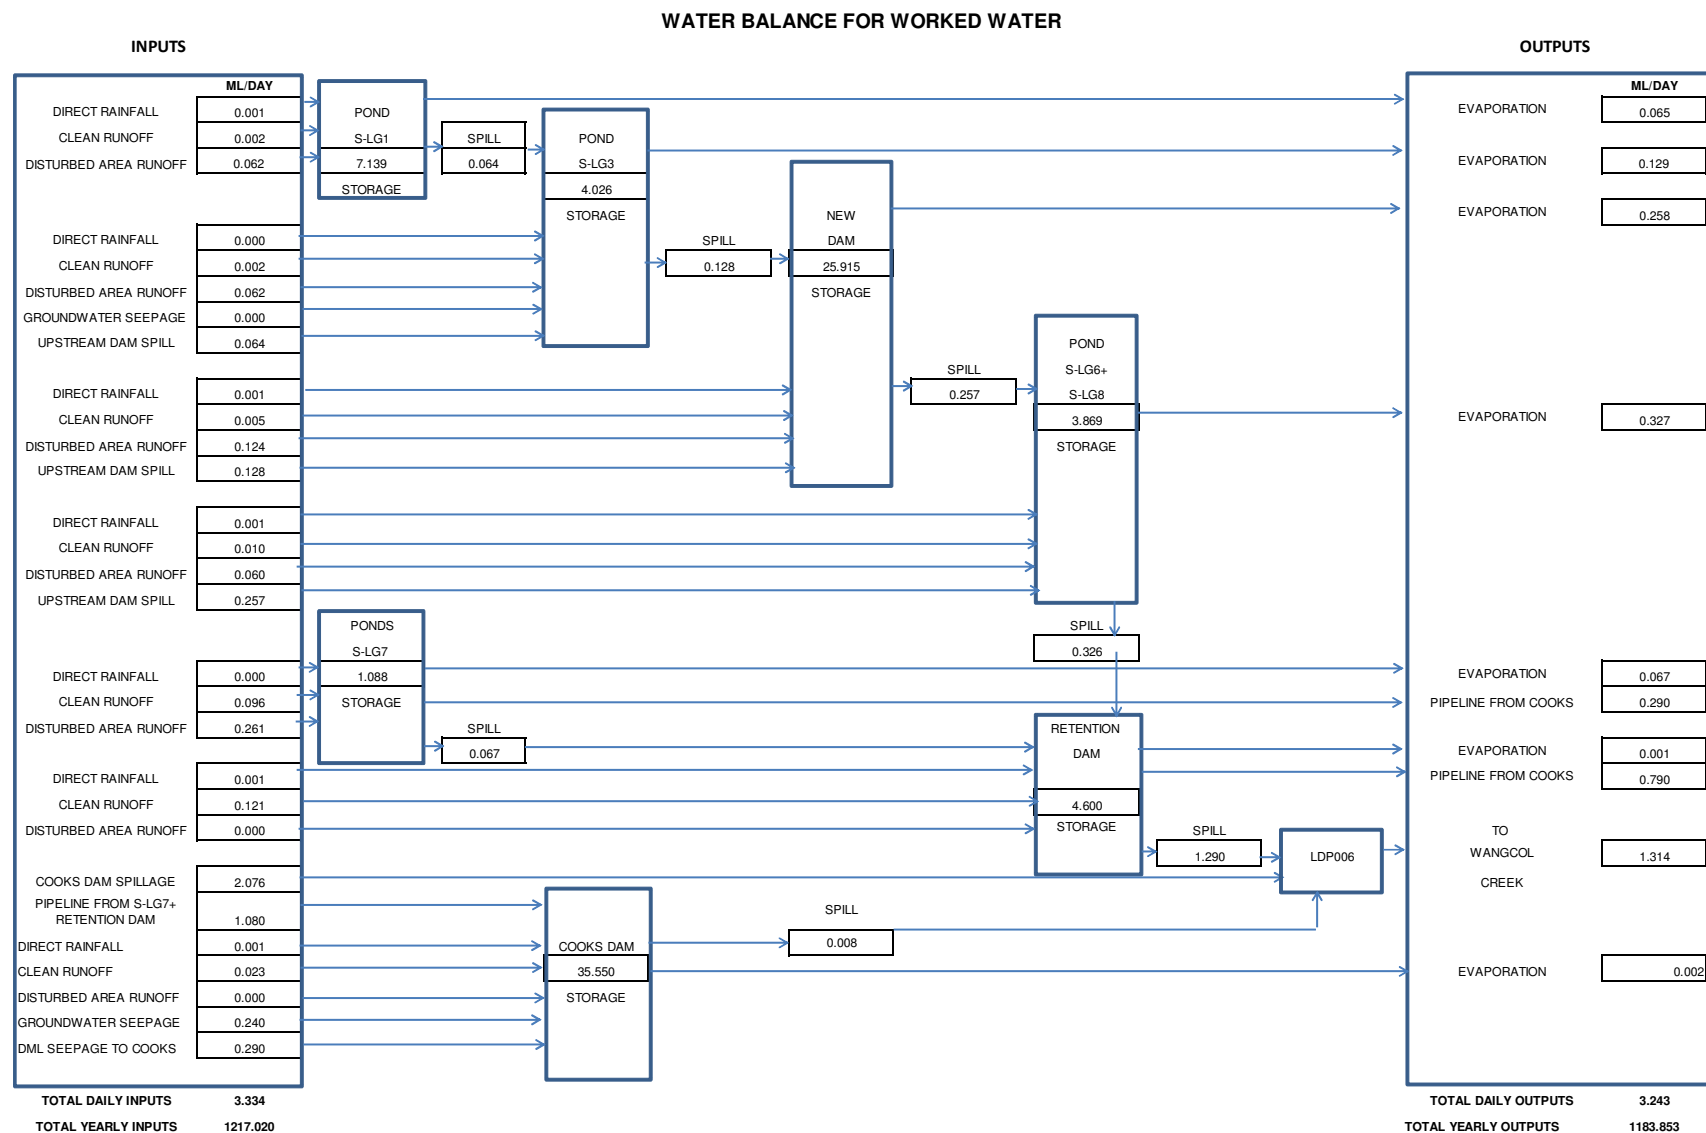 WATER BALANCE FOR WORKED WATER
INPUTS
OUTPUTS
ML/DAY
DIRECT RAINFALL 0.001
CLEAN RUNOFF 0.002
DISTURBED AREA RUNOFF 0.062
DIRECT RAINFALL 0.000
CLEAN RUNOFF 0.002
DISTURBED AREA RUNOFF 0.062
GROUNDWATER SEEPAGE 0.000
UPSTREAM DAM SPILL 0.064
DIRECT RAINFALL 0.001
CLEAN RUNOFF 0.005
DISTURBED AREA RUNOFF 0.124
UPSTREAM DAM SPILL 0.128
DIRECT RAINFALL 0.001
CLEAN RUNOFF 0.010
DISTURBED AREA RUNOFF 0.060
UPSTREAM DAM SPILL 0.257
DIRECT RAINFALL 0.000
CLEAN RUNOFF 0.096
DISTURBED AREA RUNOFF 0.261
DIRECT RAINFALL 0.001
CLEAN RUNOFF 0.121
DISTURBED AREA RUNOFF 0.000
COOKS DAM SPILLAGE 2.076
PIPELINE FROM S-LG7+
RETENTION DAM 1.080
DIRECT RAINFALL 0.001
CLEAN RUNOFF 0.023
DISTURBED AREA RUNOFF 0.000
GROUNDWATER SEEPAGE 0.240
DML SEEPAGE TO COOKS 0.290
TOTAL DAILY INPUTS 3.334
TOTAL YEARLY INPUTS 1217.020
POND
S-LG1
7.139
STORAGE
SPILL
0.064
POND
S-LG3
4.026
STORAGE
SPILL
0.128
NEW
DAM
25.915
STORAGE
SPILL
0.257
POND
S-LG6+
S-LG8
3.869
STORAGE
SPILL
0.326
PONDS
S-LG7
1.088
STORAGE
SPILL
0.067
RETENTION
DAM
4.600
STORAGE
SPILL
1.290
LDP006
COOKS DAM
35.550
STORAGE
SPILL
0.008
ML/DAY
EVAPORATION 0.065
EVAPORATION 0.129
EVAPORATION 0.258
EVAPORATION 0.327
EVAPORATION 0.067
PIPELINE FROM COOKS 0.290
EVAPORATION 0.001
PIPELINE FROM COOKS 0.790
TO
WANGCOL 1.314
CREEK
EVAPORATION 0.002
TOTAL DAILY OUTPUTS 3.243
TOTAL YEARLY OUTPUTS 1183.853